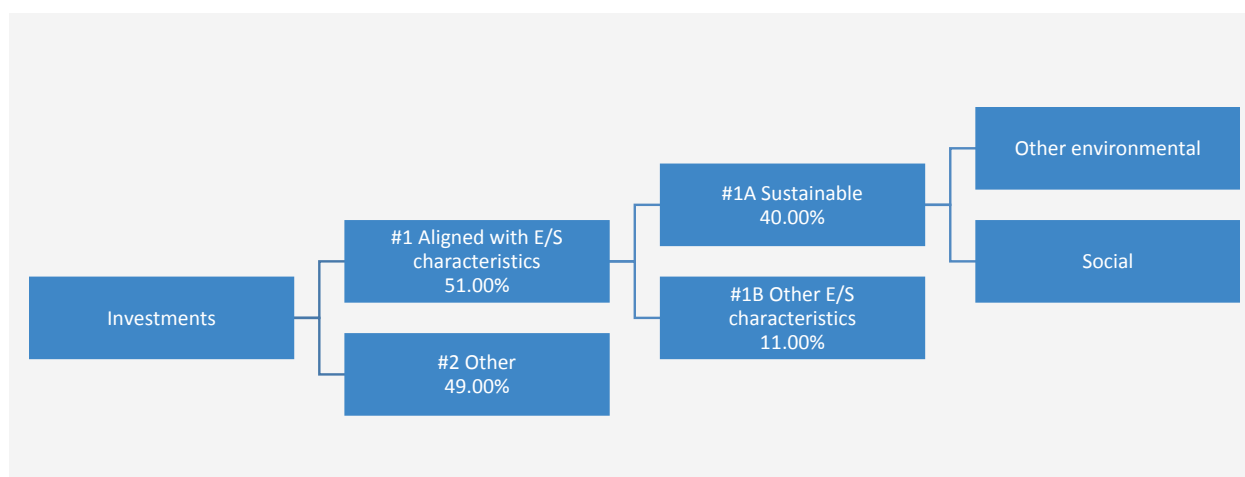 Investments
#1 Aligned with E/S
characteristics
51.00%
#2 Other
49.00%
#1A Sustainable
40.00%
#1B Other E/S
characteristics
11.00%
Other environmental
Social